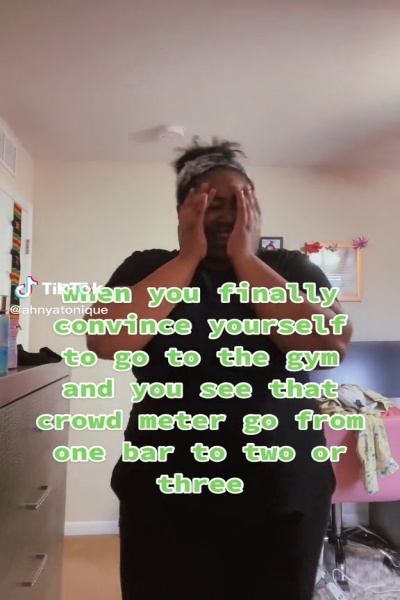 TikTok
@ahnyatonique
When you finally
convince yourself
to go to the gym
and you see that
crowd meter go from
one bar to two or
three